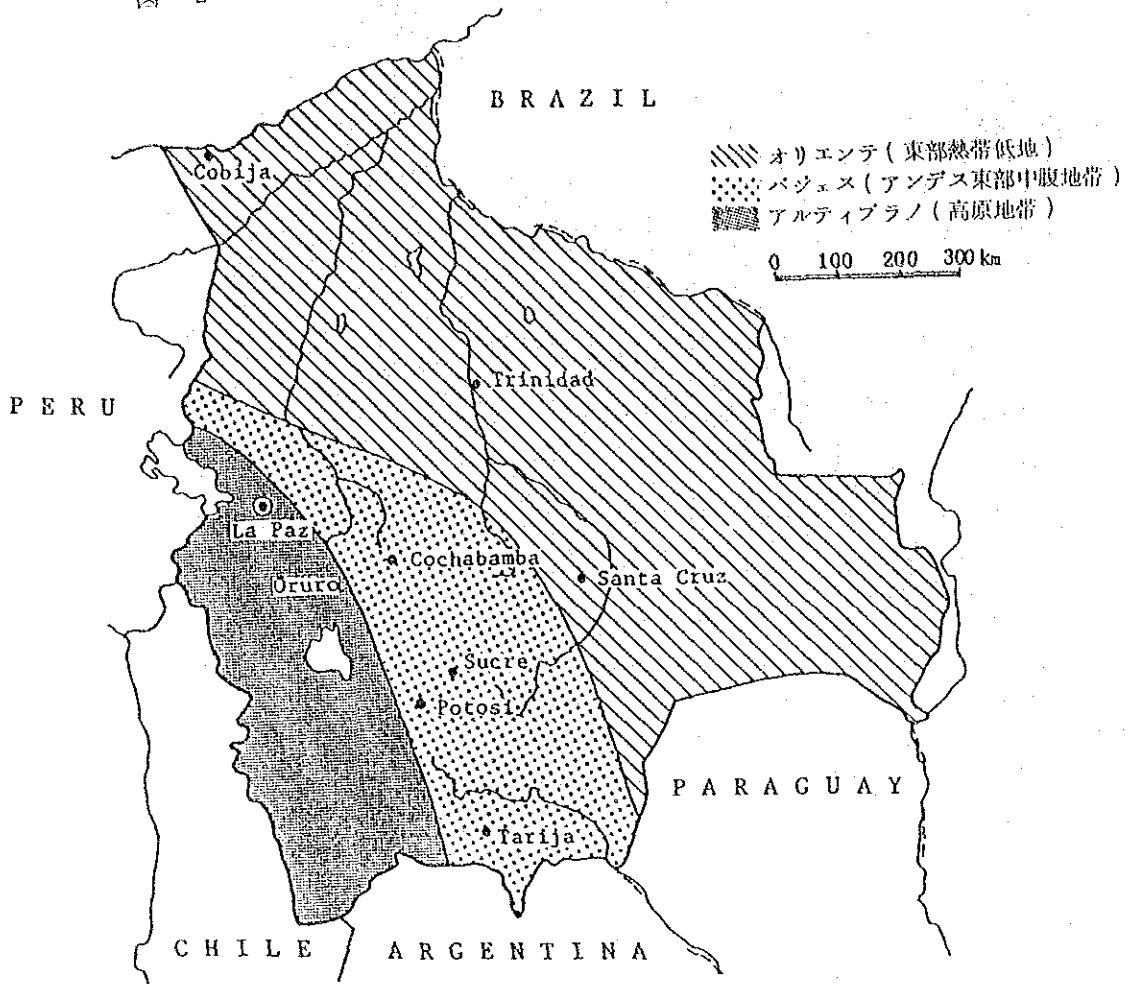 BRAZIL
オリエンテ(東部熱帯低地)
バジェス(アンデス東部中腹地帯)
アルティプラノ(高原地帯)
0 100 200 300 km
Cobija
Trinidad
PERU
La Paz
Cochabamba
Santa Cruz
Oruro
Sucre
Potosí
PARAGUAY
Tarija
CHILE
ARGENTINA